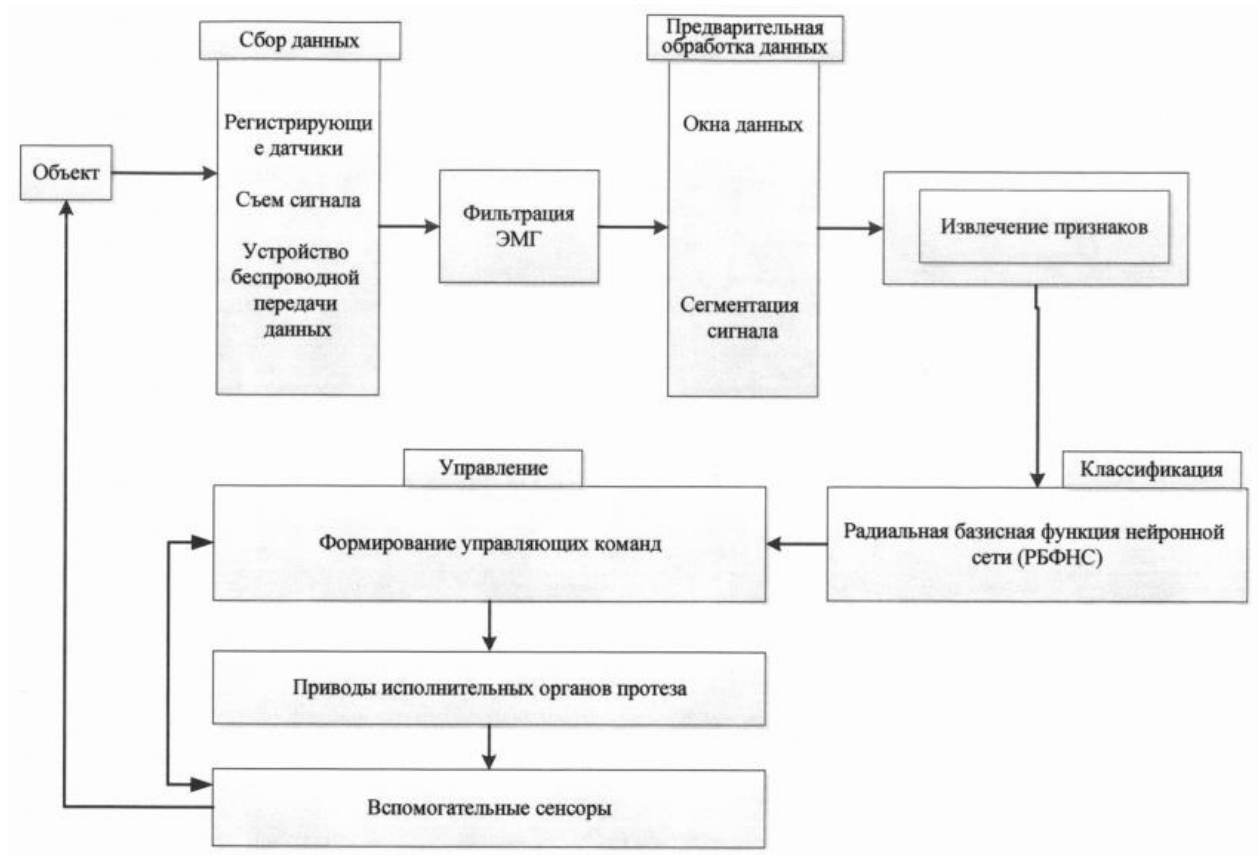 Сбор данных
Предварительная
обработка данных
Регистрирующи
е датчики
Окна данных
Объект
Съем сигнала
Фильтрация
ЭМГ
Извлечение признаков
Устройство
беспроводной
передачи
данных
Сегментация
сигнала
Управление
Классификация
Формирование управляющих команд
Радиальная базисная функция нейронной
сети (РБФНС)
Приводы исполнительных органов протеза
Вспомогательные сенсоры